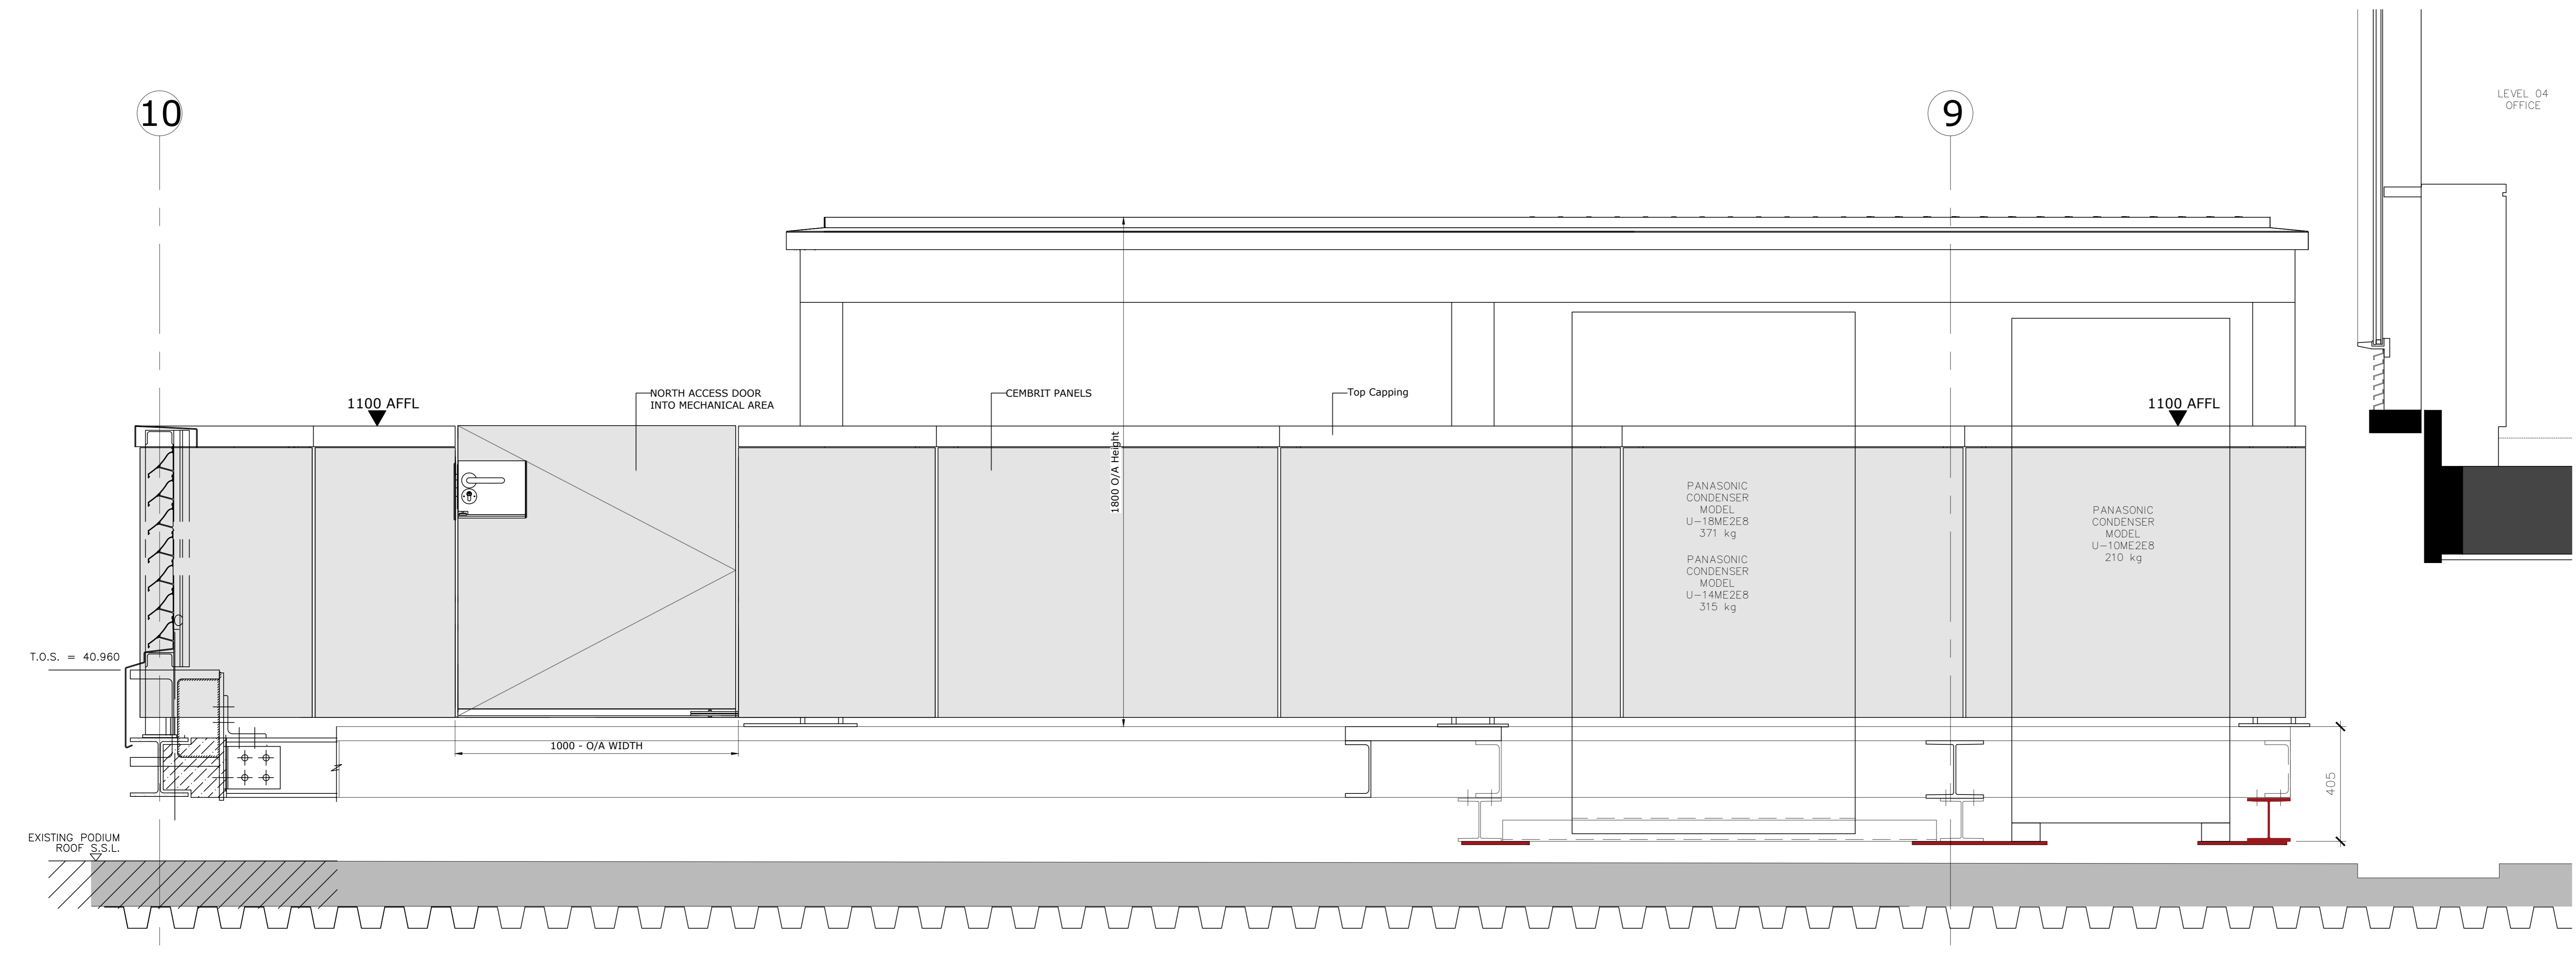 10
9
LEVEL 04
OFFICE
1100 AFFL
NORTH ACCESS DOOR
INTO MECHANICAL AREA
CEMBRIT PANELS
Top Capping
1100 AFFL
1800 O/A Height
PANASONIC
CONDENSER
MODEL
U-18ME2E8
371 kg
PANASONIC
CONDENSER
MODEL
U-14ME2E8
315 kg
PANASONIC
CONDENSER
MODEL
U-10ME2E8
210 kg
T.O.S. = 40.960
1000 - O/A WIDTH
405
EXISTING PODIUM
ROOF S.S.L.